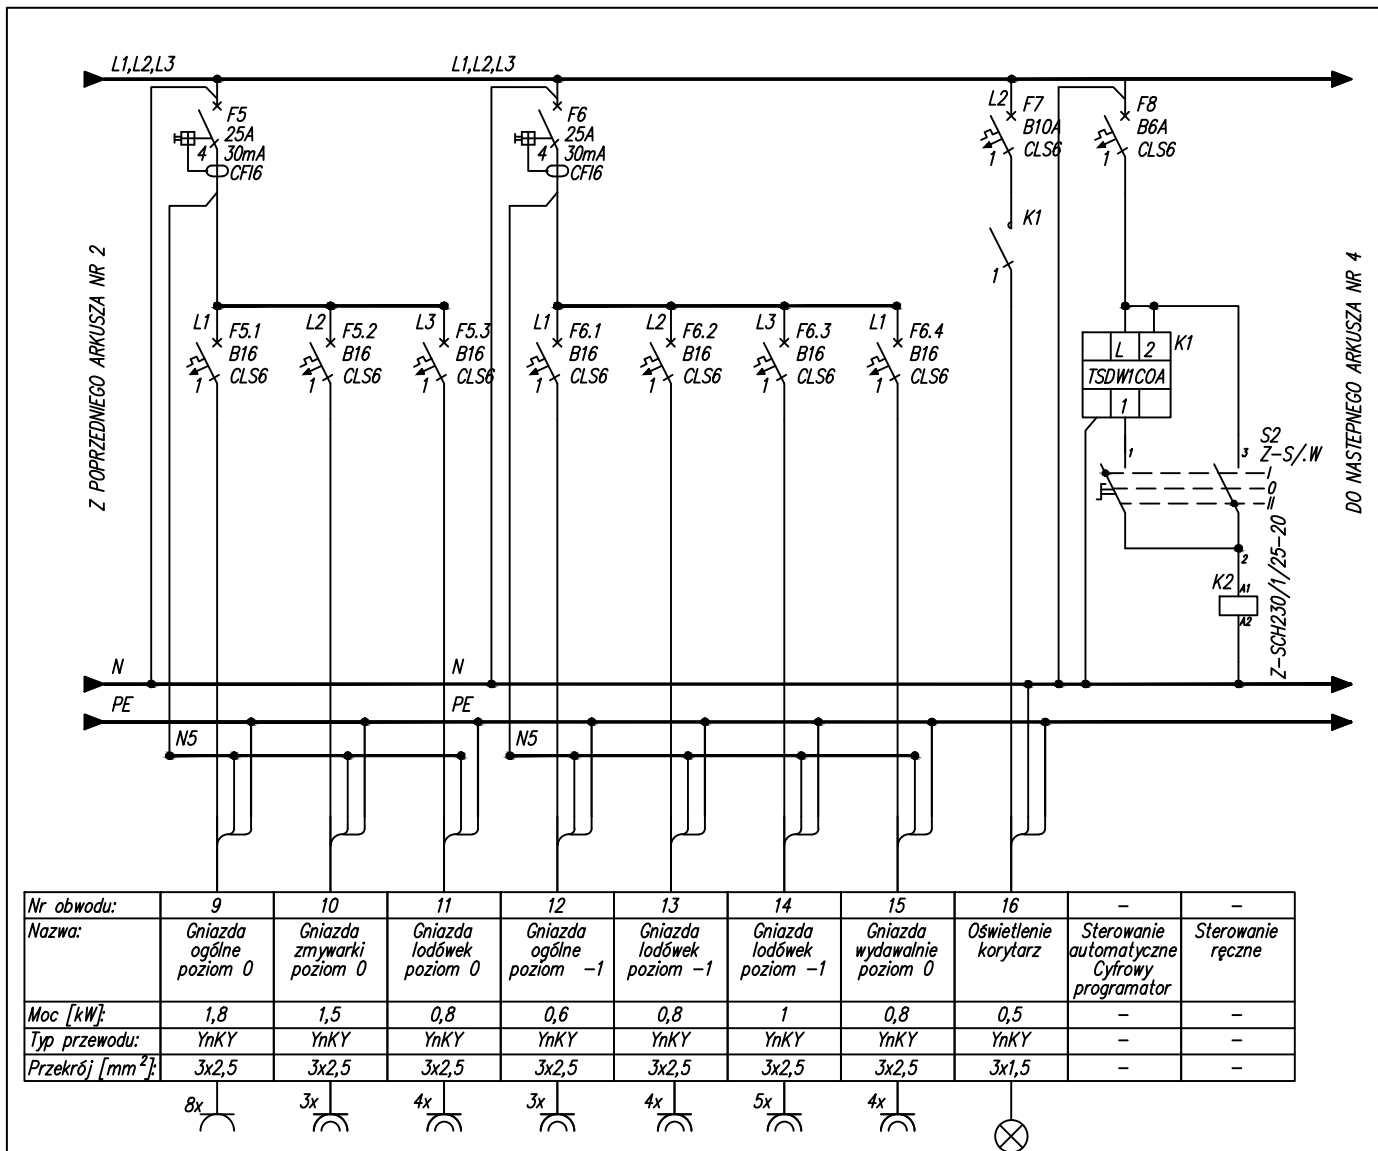 L1,L2,L3
L1,L2,L3
F5
25A
30mA
CFI6
4
F6
25A
30mA
CFI6
4
L2
F7
B10A
CLS6
1
F8
B6A
CLS6
1
K1
1
Z POPRZEDNIEGO ARKUSZA NR 2
DO NASTEPNEGO ARKUSZA NR 4
L1
F5.1
B16
CLS6
1
L2
F5.2
B16
CLS6
1
L3
F5.3
B16
CLS6
1
L1
F6.1
B16
CLS6
1
L2
F6.2
B16
CLS6
1
L3
F6.3
B16
CLS6
1
L1
F6.4
B16
CLS6
1
L 2
K1
TSDW1COA
1
1
3
S2
Z-S/.W
I
O
II
2
K2
A1
A2
Z-SCH230/1/25-20
N
N
PE
PE
N5
N5
Nr obwodu: 9 10 11 12 13 14 15 16 - -
Nazwa:
Gniazda
ogólne
poziom 0
Gniazda
zmywarki
poziom 0
Gniazda
lodówek
poziom 0
Gniazda
ogólne
poziom -1
Gniazda
lodówek
poziom -1
Gniazda
lodówek
poziom -1
Gniazda
wydawalnie
poziom 0
Oświetlenie
korytarz
Sterowanie
automatyczne
Cyfrowy
programator
Sterowanie
ręczne
Moc [kW]: 1,8 1,5 0,8 0,6 0,8 1 0,8 0,5 - -
Typ przewodu: YnKY YnKY YnKY YnKY YnKY YnKY YnKY YnKY - -
Przekrój [mm²]: 3x2,5 3x2,5 3x2,5 3x2,5 3x2,5 3x2,5 3x2,5 3x1,5 - -
8x 3x 4x 3x 4x 5x 4x